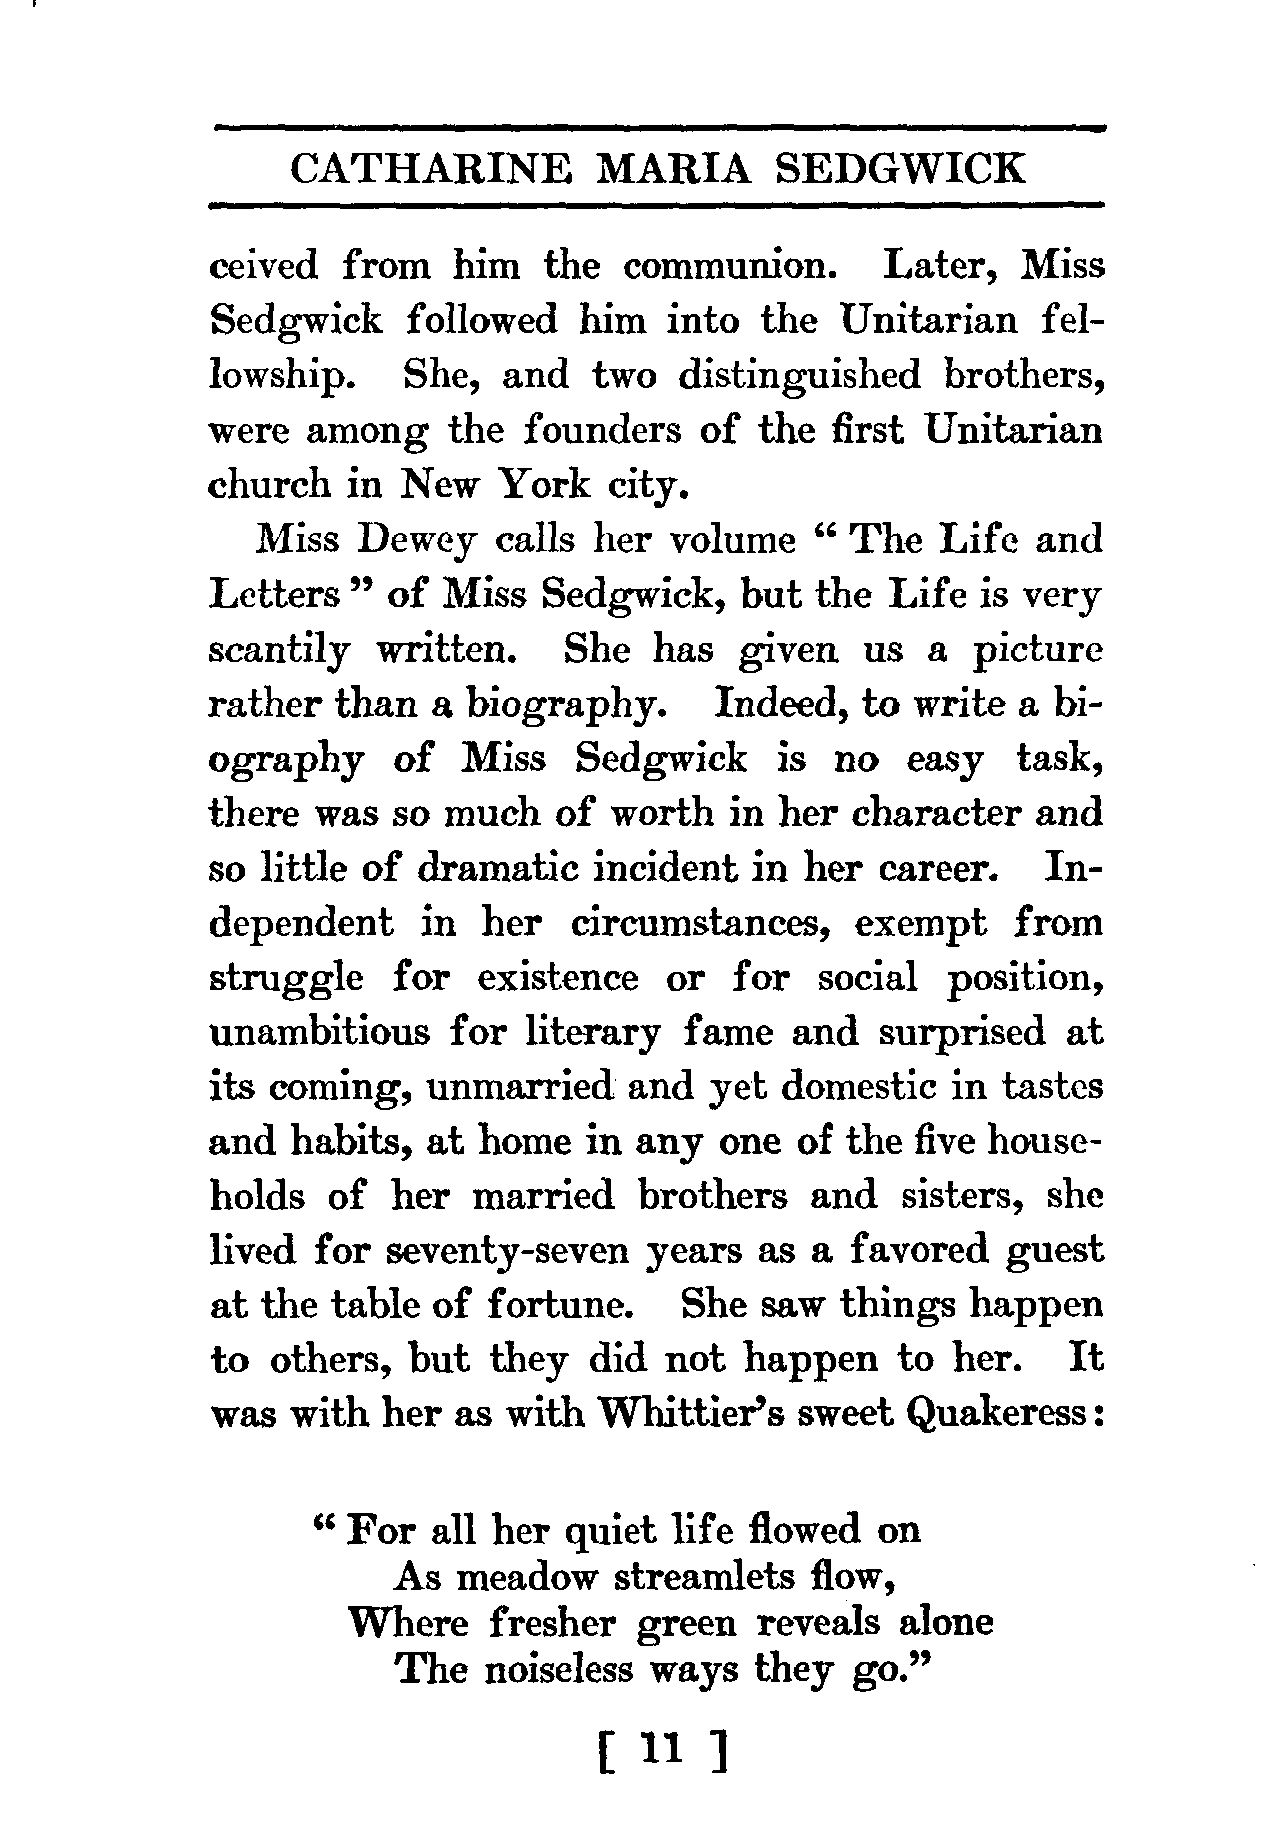 CATHARINE MARIA SEDGWICK
ceived from him the communion. Later, Miss
Sedgwick followed him into the Unitarian fel-
lowship. She, and two distinguished brothers,
were among the founders of the first Unitarian
church in New York city.
Miss Dewey calls her volume “ The Life and
Letters ” of Miss Sedgwick, but the Life is very
scantily written. She has given us a picture
rather than a biography. Indeed, to write a bi-
ography of Miss Sedgwick is no easy task,
there was so much of worth in her character and
so little of dramatic incident in her career. In-
dependent in her circumstances, exempt from
struggle for existence or for social position,
unambitious for literary fame and surprised at
its coming, unmarried and yet domestic in tastes
and habits, at home in any one of the five house-
holds of her married brothers and sisters, she
lived for seventy-seven years as a favored guest
at the table of fortune. She saw things happen
to others, but they did not happen to her. It
was with her as with Whittier’s sweet Quakeress:
“ For all her quiet life flowed on
As meadow streamlets flow,
Where fresher green reveals alone
The noiseless ways they go.”
[ 11 ]